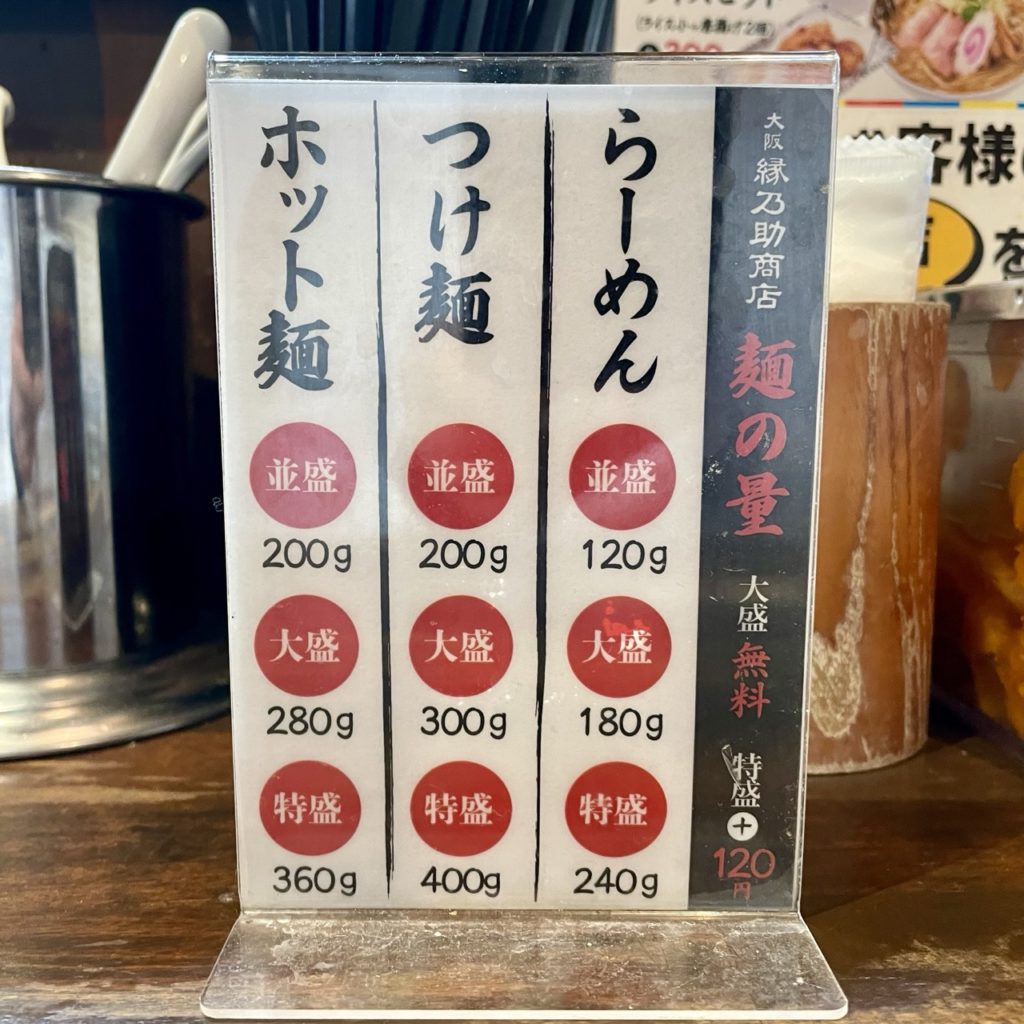 大阪 縁乃助商店
麺の量
大盛 無料
特盛+120円
らーめん
並盛
120g
大盛
180g
特盛
240g
つけ麺
並盛
200g
大盛
300g
特盛
400g
ホット麺
並盛
200g
大盛
280g
特盛
360g
客様
を